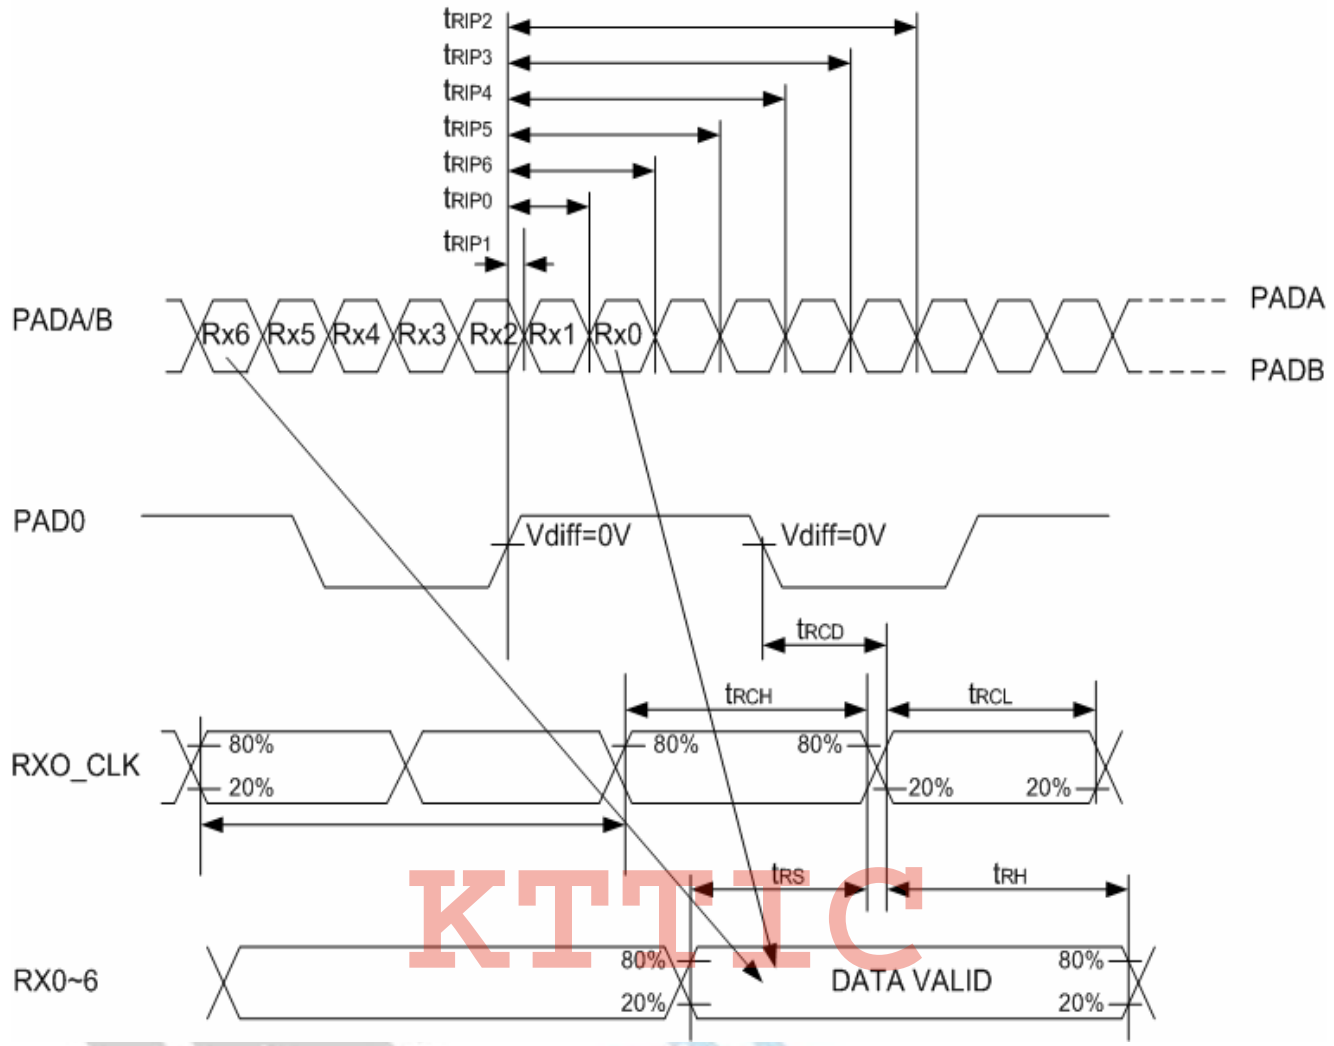 tRIP2
tRIP3
tRIP4
tRIP5
tRIP6
tRIP0
tRIP1
PADA/B Rx6 Rx5 Rx4 Rx3 Rx2 Rx1 Rx0 PADA
PADB
PAD0 Vdiff=0V Vdiff=0V
tRCD
tRCH tRCL
RXO_CLK 80% 80% 80%
20% 20% 20%
tRS tRH
KTTIC
RX0~6 80% DATA VALID 80%
20% 20%